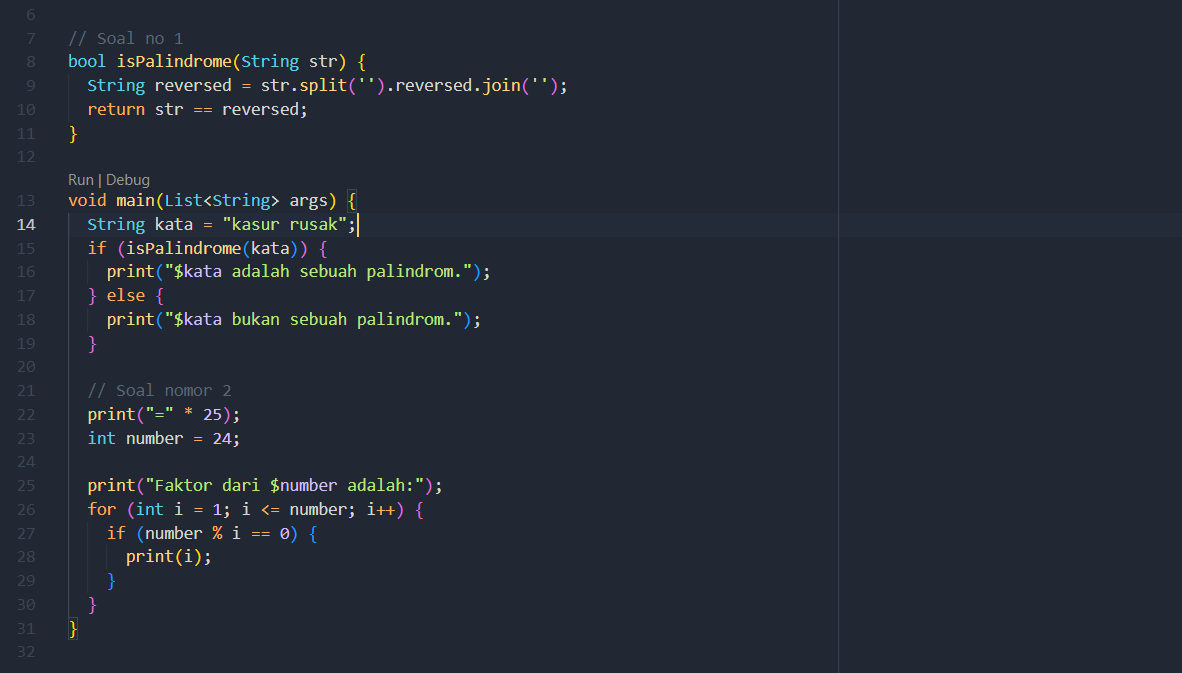 6
7 // Soal no 1
8 bool isPalindrome(String str) {
9   String reversed = str.split('').reversed.join('');
10   return str == reversed;
11 }
12
Run | Debug
13 void main(List<String> args) {
14   String kata = "kasur rusak";
15   if (isPalindrome(kata)) {
16     print("$kata adalah sebuah palindrom.");
17   } else {
18     print("$kata bukan sebuah palindrom.");
19   }
20
21   // Soal nomor 2
22   print("=" * 25);
23   int number = 24;
24
25   print("Faktor dari $number adalah:");
26   for (int i = 1; i <= number; i++) {
27     if (number % i == 0) {
28       print(i);
29     }
30   }
31 }
32